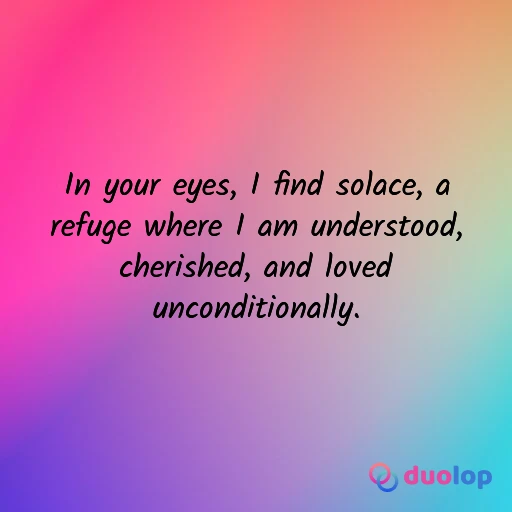 In your eyes, I find solace, a
refuge where I am understood,
cherished, and loved
unconditionally.
duolop